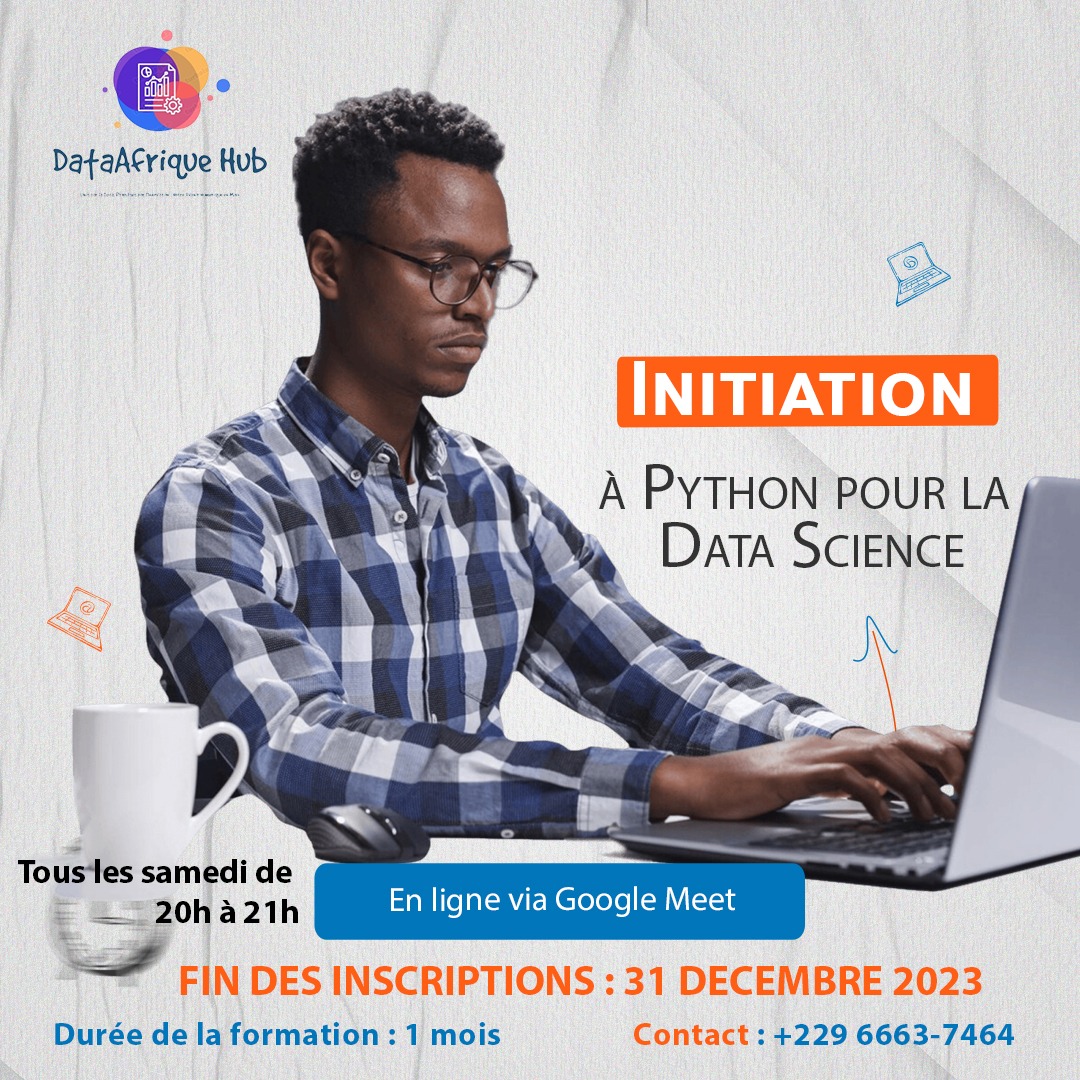 DataAfrique Hub
INITIATION
à PYTHON POUR LA
DATA SCIENCE
Tous les samedi de
20h à 21h
En ligne via Google Meet
FIN DES INSCRIPTIONS : 31 DECEMBRE 2023
Durée de la formation : 1 mois
Contact : +229 6663-7464